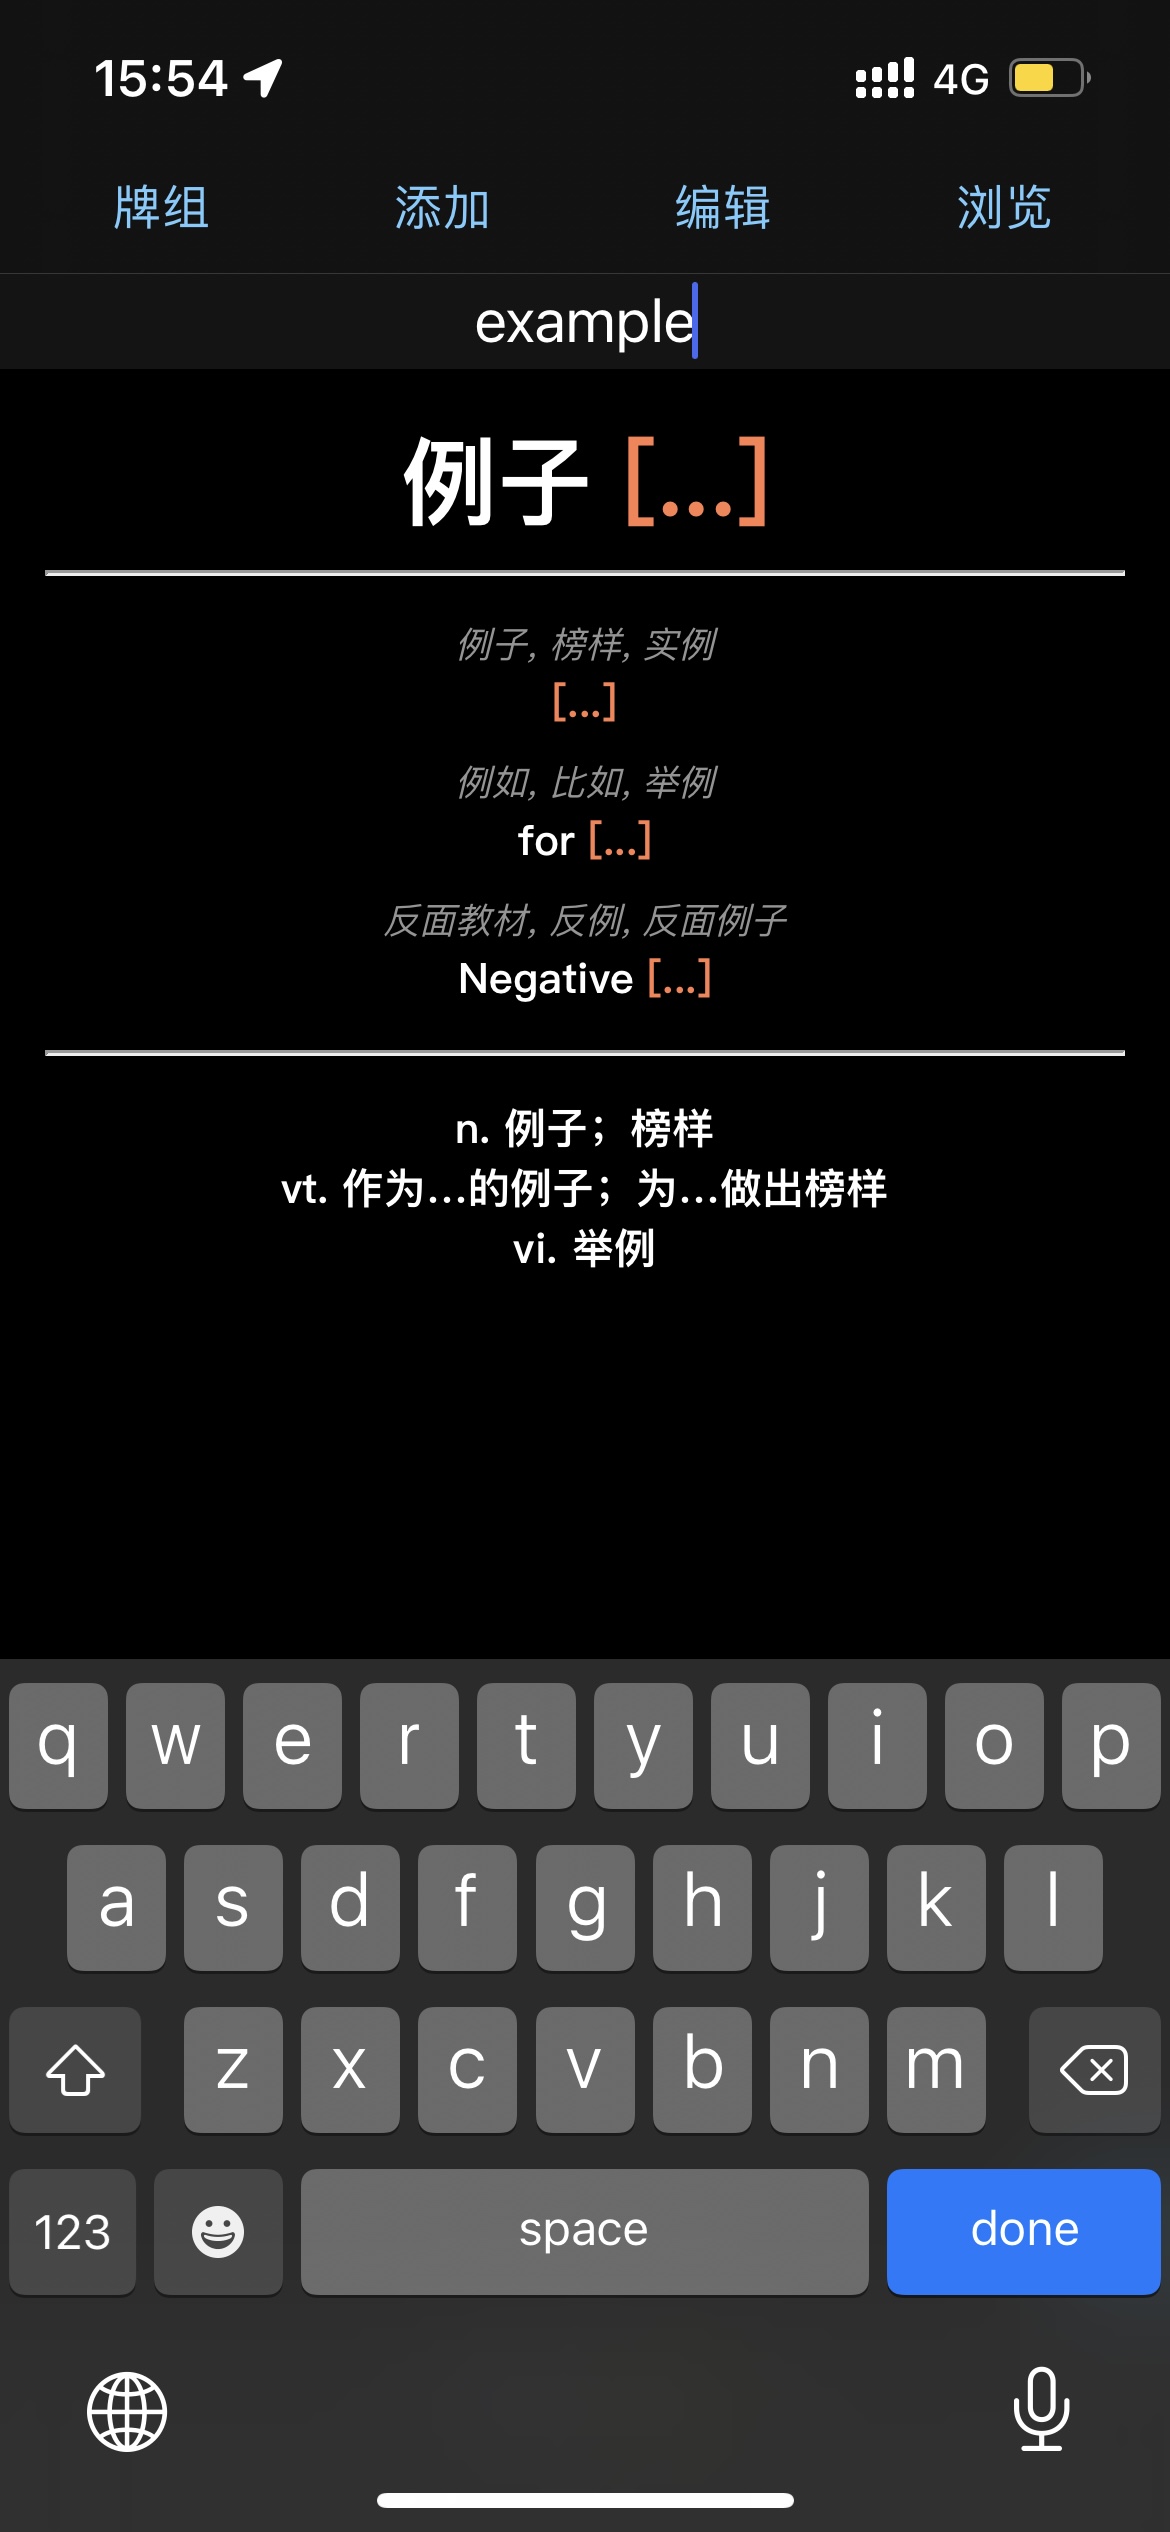 15:54 4G
牌组 添加 编辑 浏览
example
例子 [...]
例子, 榜样, 实例
[...]
例如, 比如, 举例
for [...]
反面教材, 反例, 反面例子
Negative [...]
n. 例子；榜样
vt. 作为...的例子；为...做出榜样
vi. 举例
q w e r t y u i o p
a s d f g h j k l
z x c v b n m
123 space done